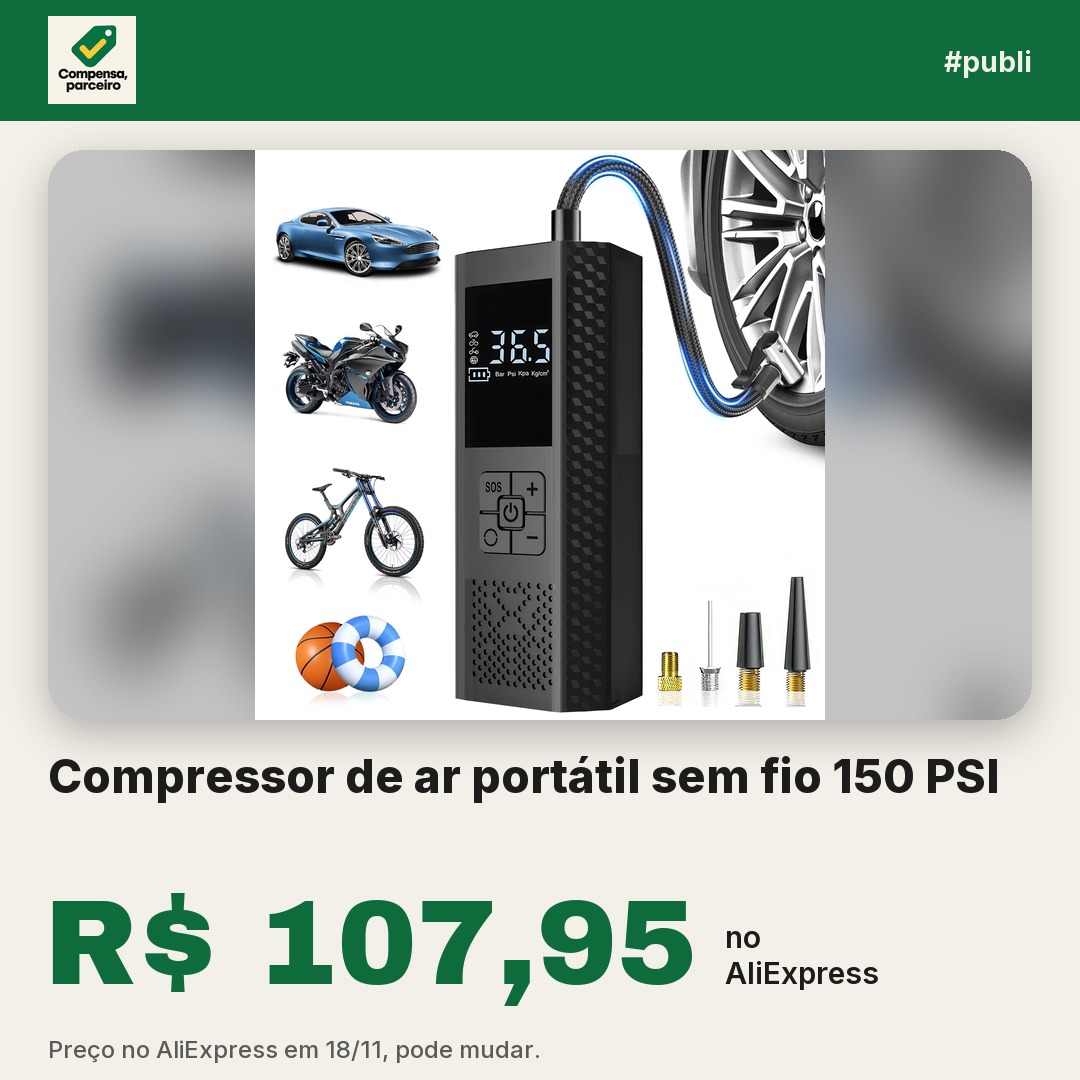 Compensa,
parceiro
#publi
36.5
Bar Psi Kpa Kg/cm²
SOS
Compressor de ar portátil sem fio 150 PSI
R$ 107,95
no
AliExpress
Preço no AliExpress em 18/11, pode mudar.